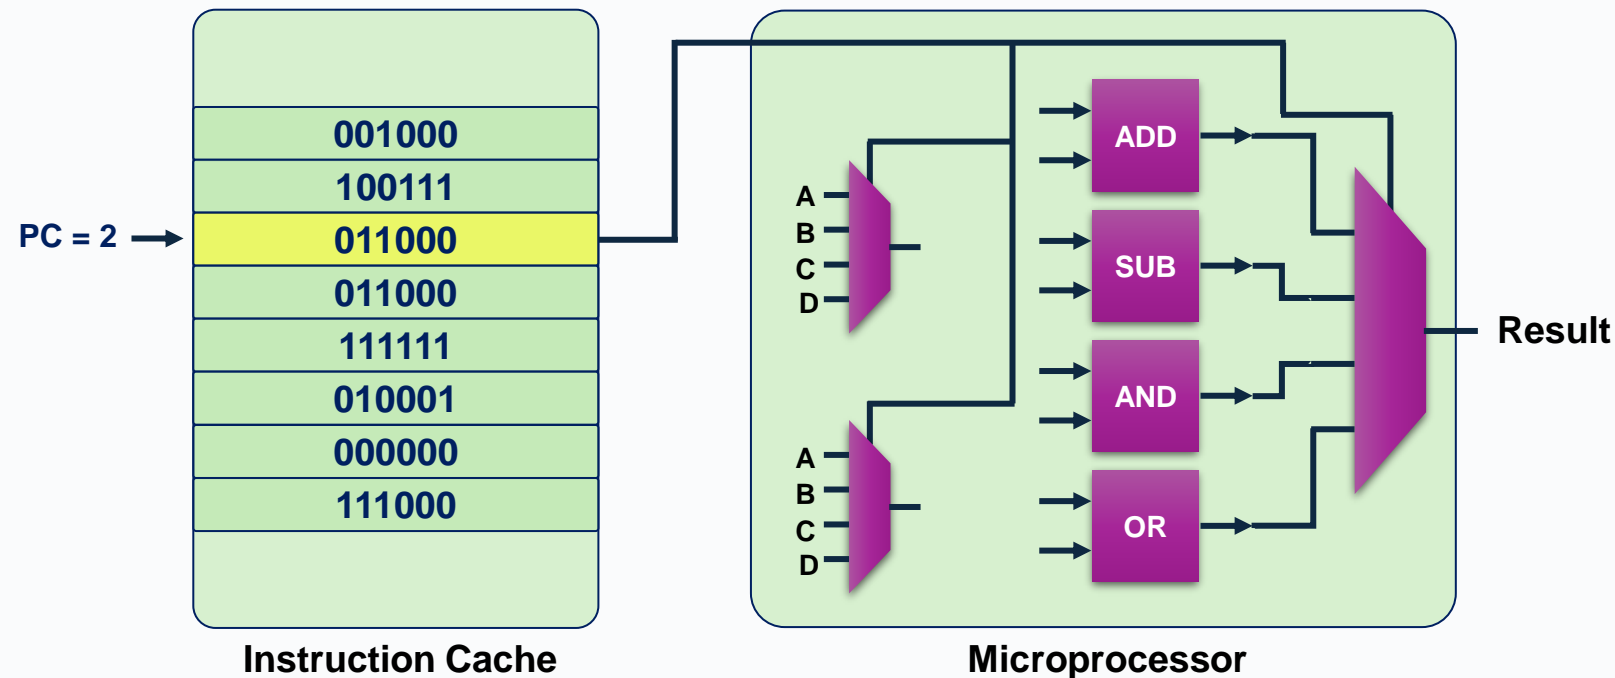 001000
100111
PC = 2
011000
011000
111111
010001
000000
111000
Instruction Cache
A
B
C
D
A
B
C
D
ADD
SUB
AND
OR
Result
Microprocessor